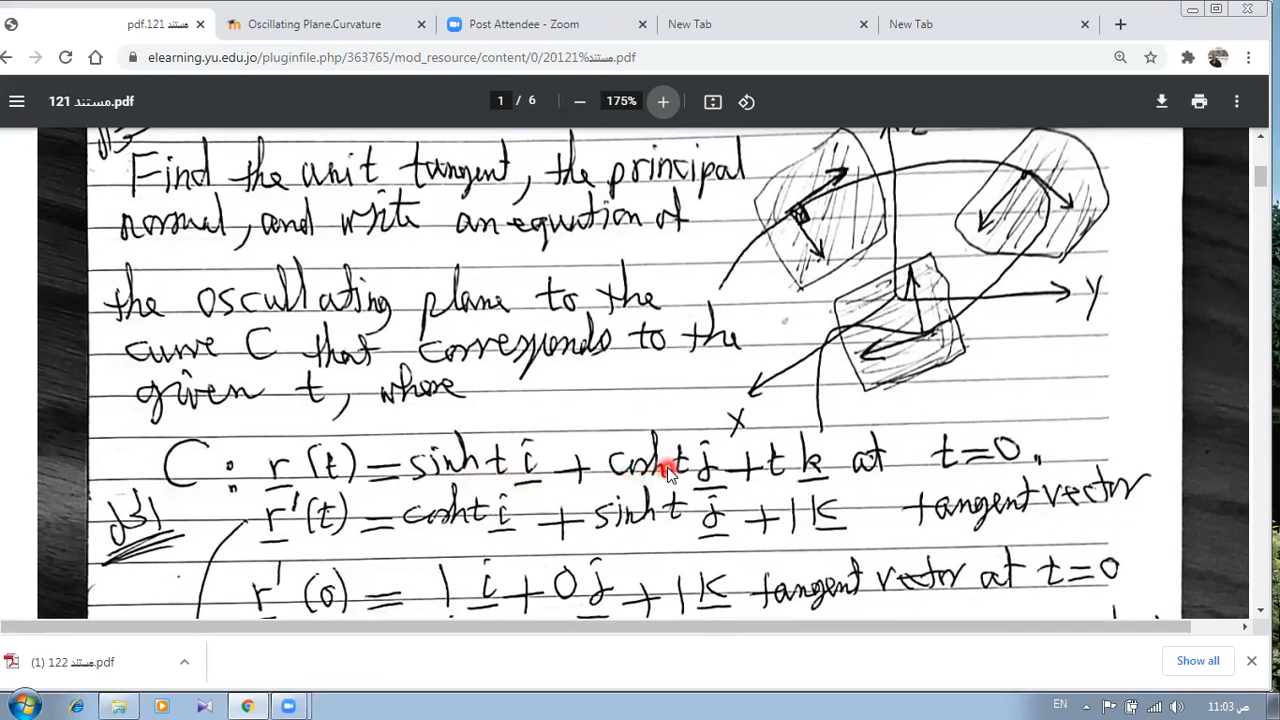 pdf.121 مستند
Oscillating Plane.Curvature
Post Attendee - Zoom
New Tab
New Tab
elearning.yu.edu.jo/pluginfile.php/363765/mod_resource/content/0/20121%مستند.pdf
121 مستند.pdf
1 / 6
175%
Find the unit tangent, the principal
normal, and write an equation of
the oscullating plane to the
curve C that corresponds to the
given t, where
Z
Y
X
C: r(t) = sinh t i + cosh t j + t k at t=0.
r'(t) = cosh t i + sinh t j + 1 k tangent vector
r'(0) = 1 i + 0 j + 1 k tangent vector at t=0
(1) 122 مستند.pdf
Show all
EN
11:03 ص